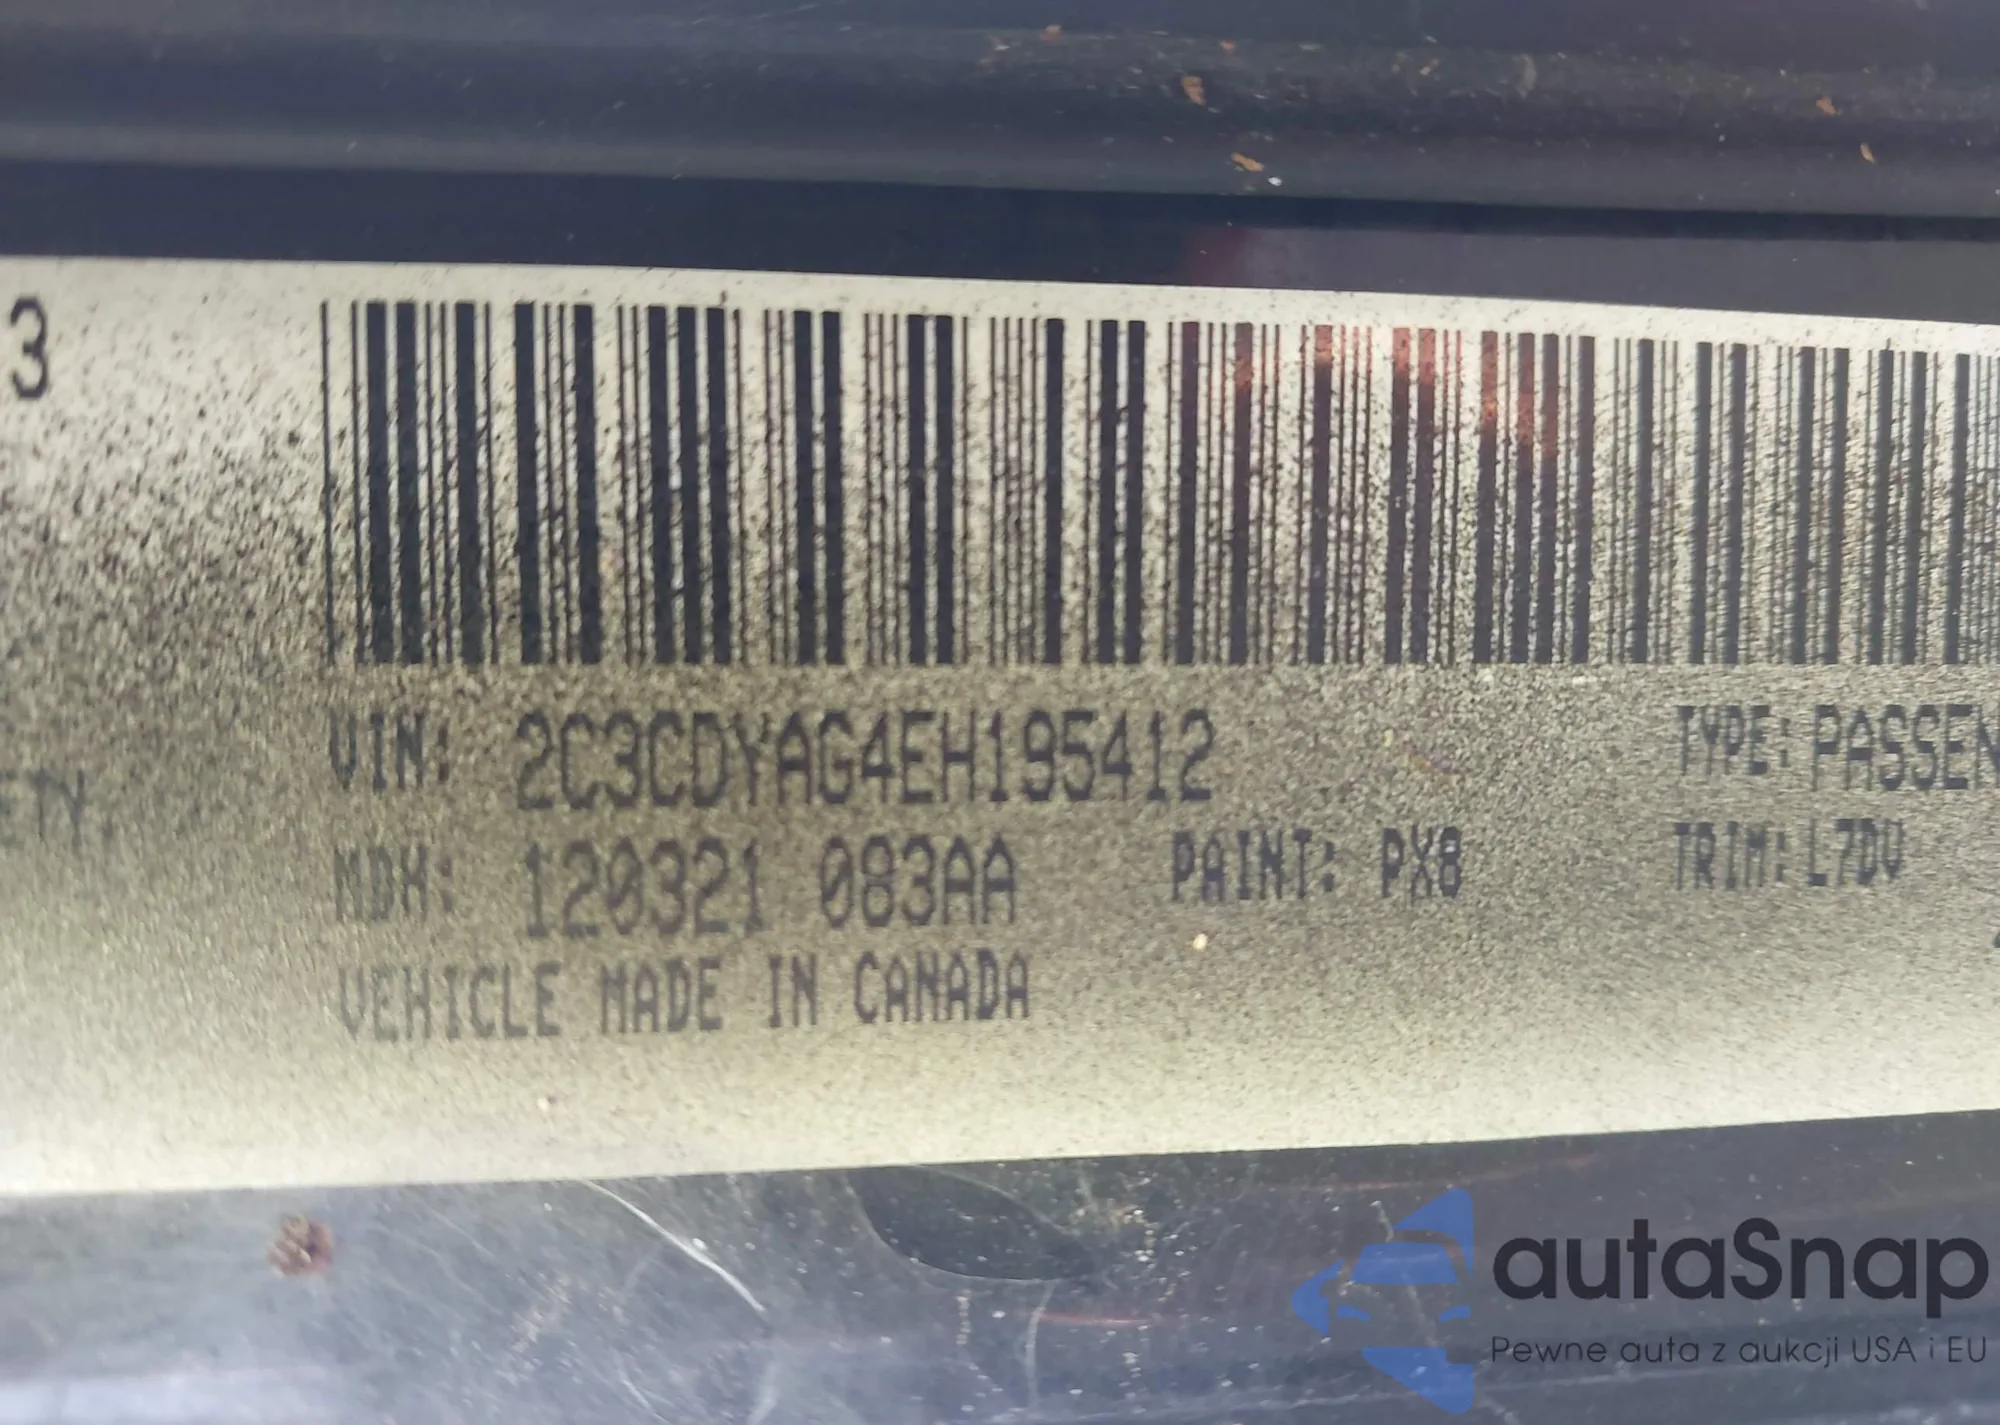 3
VIN: 2C3CDYAG4EH195412
TYPE: PASSEN
TY
MDH: 120321 083AA
PAINT: PX8
TRIM: L7DV
VEHICLE MADE IN CANADA
autaSnap
Pewne auta z aukcji USA i EU